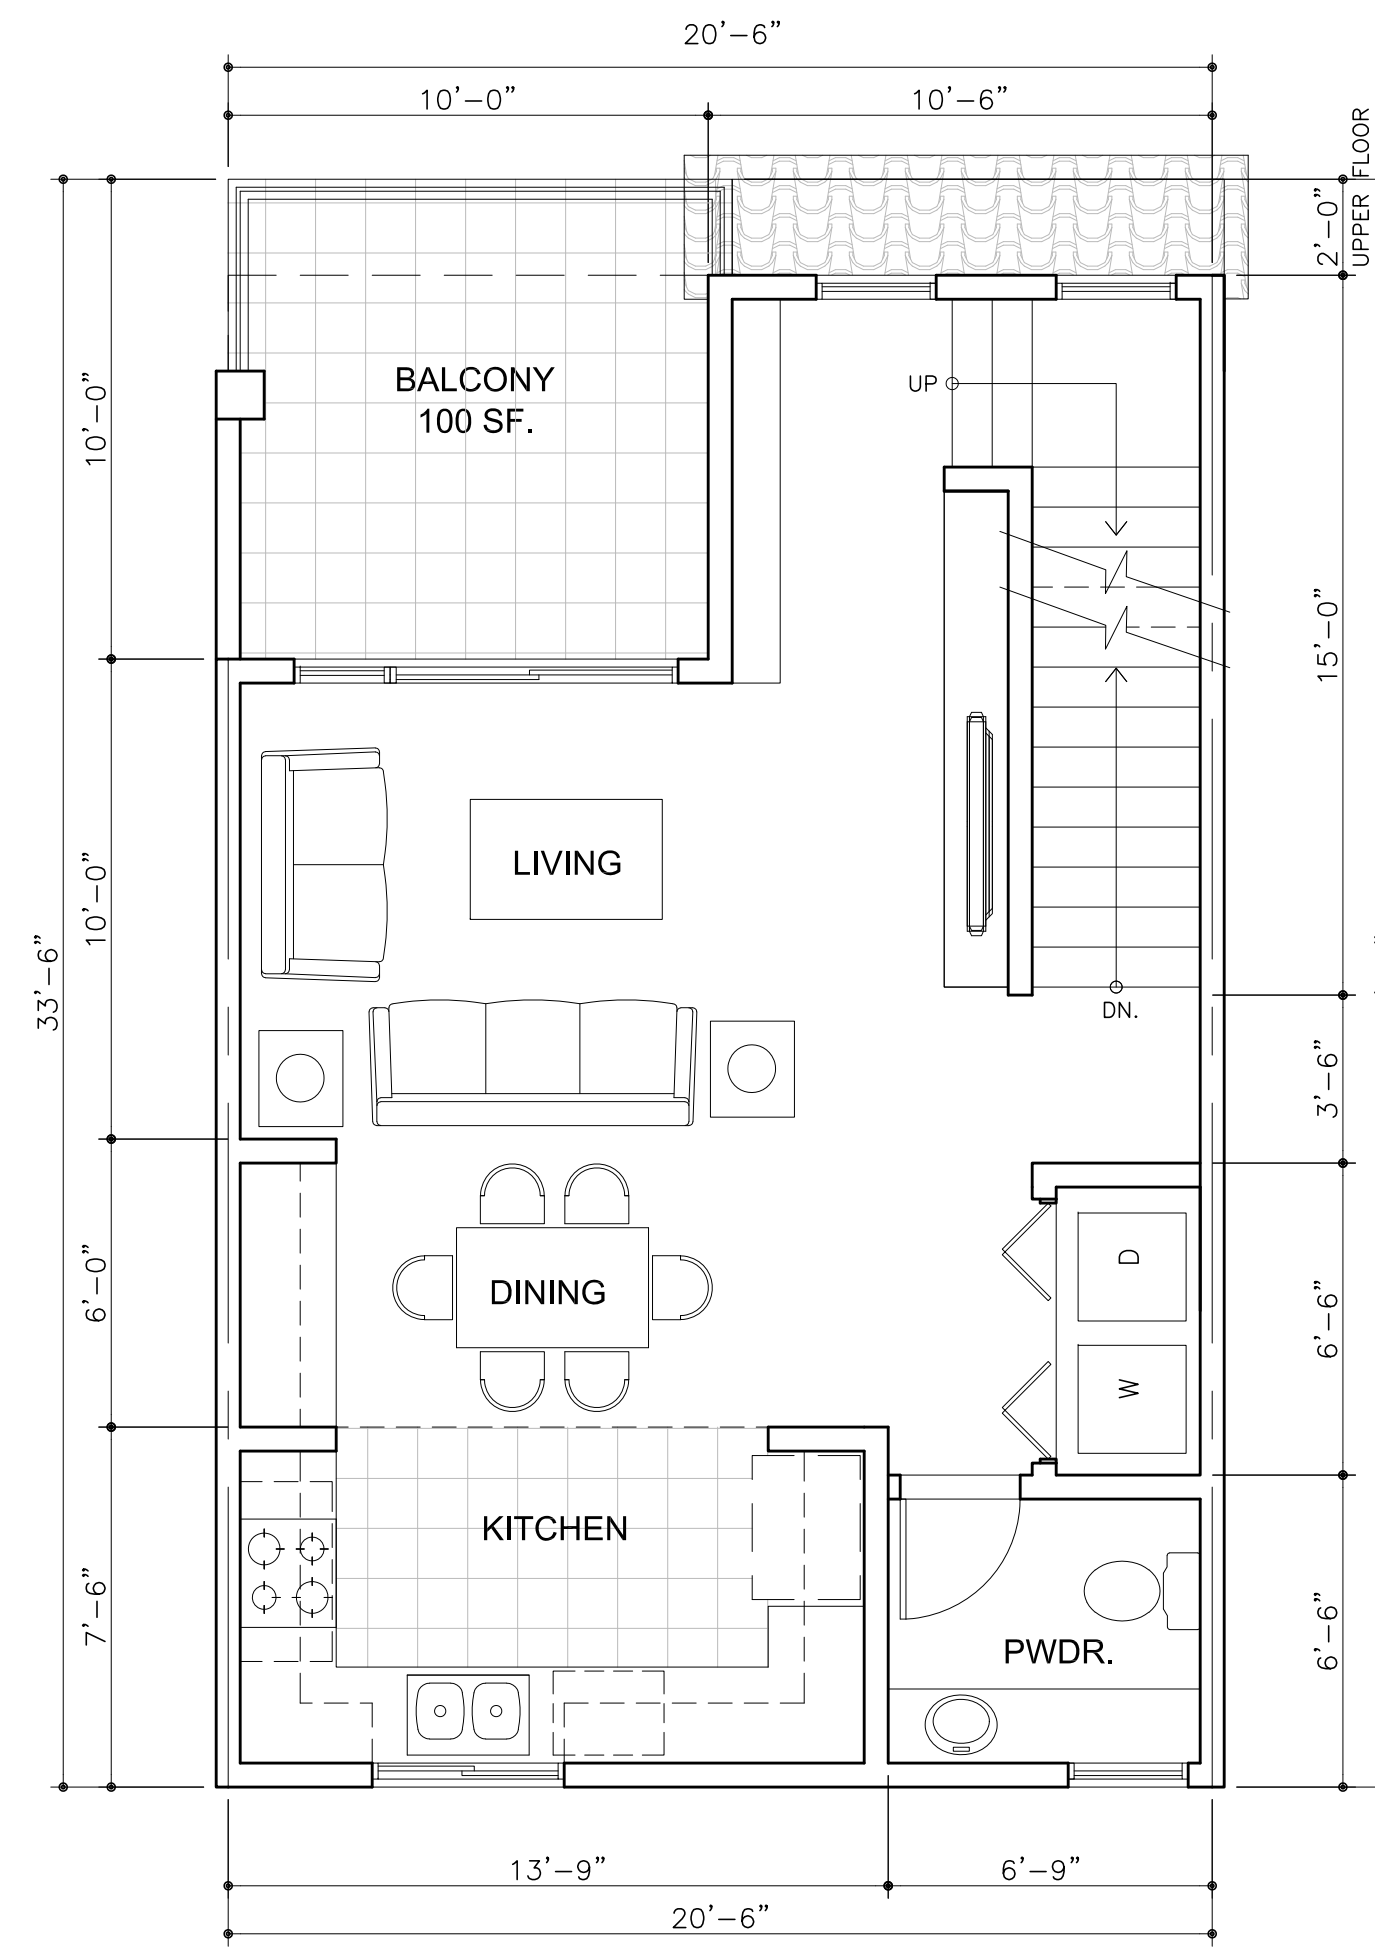 20'-6"
10'-0"
10'-6"
2'-0"
UPPER FLOOR
10'-0"
BALCONY
100 SF.
UP
15'-0"
LIVING
10'-0"
33'-6"
DN.
3'-6"
6'-0"
DINING
D
W
6'-6"
KITCHEN
7'-6"
PWDR.
6'-6"
13'-9"
6'-9"
20'-6"